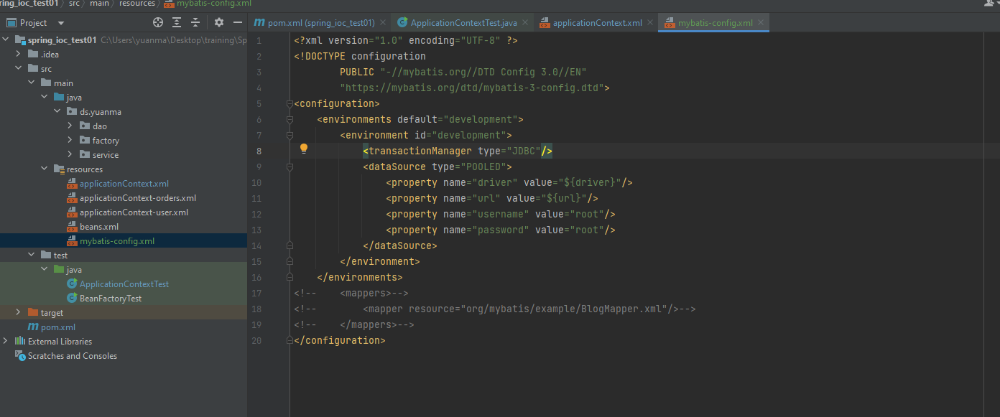 ring_ioc_test01 〉 src 〉 main 〉 resources 〉 mybatis-config.xml
Project
pom.xml (spring_ioc_test01) ApplicationContextTest.java applicationContext.xml mybatis-config.xml
spring_ioc_test01 C:\Users\yuanma\Desktop\training\Sp
.idea
src
main
java
ds.yuanma
dao
factory
service
resources
applicationContext.xml
applicationContext-orders.xml
applicationContext-user.xml
beans.xml
mybatis-config.xml
test
java
ApplicationContextTest
BeanFactoryTest
target
pom.xml
External Libraries
Scratches and Consoles
1 <?xml version="1.0" encoding="UTF-8" ?>
2 <!DOCTYPE configuration
3 PUBLIC "-//mybatis.org//DTD Config 3.0//EN"
4 "https://mybatis.org/dtd/mybatis-3-config.dtd">
5 <configuration>
6 <environments default="development">
7 <environment id="development">
8 <transactionManager type="JDBC"/>
9 <dataSource type="POOLED">
10 <property name="driver" value="${driver}"/>
11 <property name="url" value="${url}"/>
12 <property name="username" value="root"/>
13 <property name="password" value="root"/>
14 </dataSource>
15 </environment>
16 </environments>
17 <!-- <mappers>-->
18 <!-- <mapper resource="org/mybatis/example/BlogMapper.xml"/>-->
19 <!-- </mappers>-->
20 </configuration>